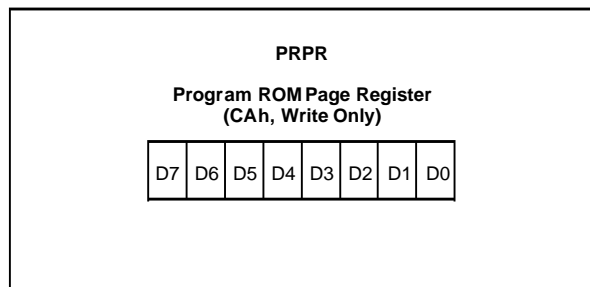 PRPR
Program ROM Page Register
(CAh, Write Only)
D7 D6 D5 D4 D3 D2 D1 D0